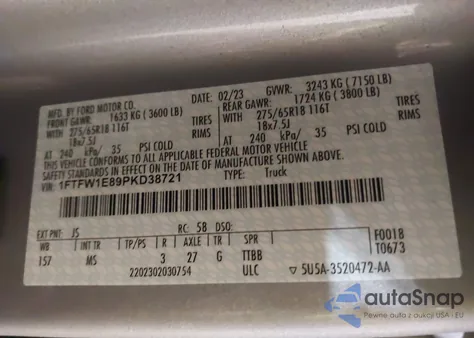 MFD. BY FORD MOTOR CO.
DATE: 02/23 GVWR: 3243 KG (7150 LB)
FRONT GAWR: 1633 KG (3600 LB)
REAR GAWR: 1724 KG (3800 LB)
WITH 275/65R18 116T TIRES
WITH 275/65R18 116T TIRES
18x7.5J RIMS
18x7.5J RIMS
AT 240 kPa/ 35 PSI COLD
AT 240 kPa/ 35 PSI COLD
THIS VEHICLE CONFORMS TO ALL APPLICABLE FEDERAL MOTOR VEHICLE
SAFETY STANDARDS IN EFFECT ON THE DATE OF MANUFACTURE SHOWN ABOVE.
VIN: 1FTFW1E89PKD38721
TYPE: Truck
EXT PNT: JS RC: 58 DSO:
F0018
WB INT TR TP/PS R AXLE TR SPR
T0673
157 MS 3 27 G TTBB
2202302030754 ULC ▽ 5U5A-3520472-AA
autoSnap
Pewne auto z USA - EU